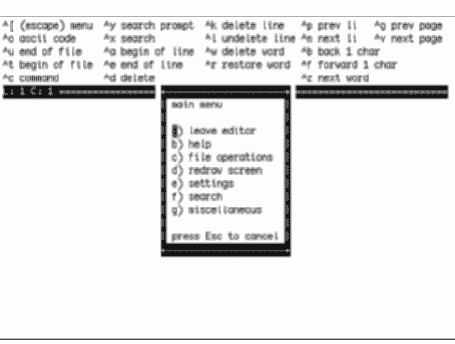 ^[ (escape) menu ^y search prompt ^k delete line ^p prev li ^g prev page
^o ascii code ^x search ^l undelete line ^n next li ^v next page
^u end of file ^a begin of line ^w delete word ^b back 1 char
^t begin of file ^e end of line ^r restore word ^f forward 1 char
^c command ^d delete ^z next word
L: 1 C: 1
main menu
a) leave editor
b) help
c) file operations
d) redraw screen
e) settings
f) search
g) miscellaneous
press Esc to cancel